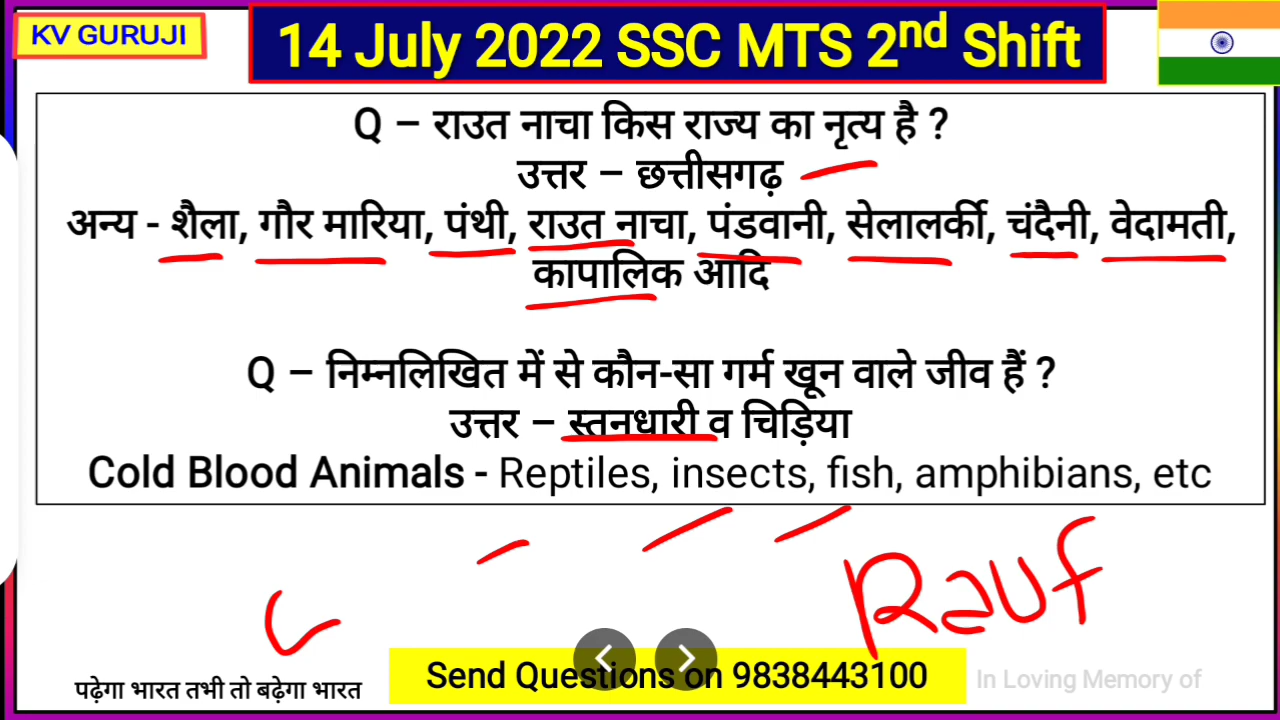 KV GURUJI
14 July 2022 SSC MTS 2nd Shift
Q – राउत नाचा किस राज्य का नृत्य है ?
उत्तर – छत्तीसगढ़
अन्य - शैला, गौर मारिया, पंथी, राउत नाचा, पंडवानी, सेलालर्की, चंदैनी, वेदामती,
कापालिक आदि
Q – निम्नलिखित में से कौन-सा गर्म खून वाले जीव हैं ?
उत्तर – स्तनधारी व चिड़िया
Cold Blood Animals - Reptiles, insects, fish, amphibians, etc
Rauf
पढ़ेगा भारत तभी तो बढ़ेगा भारत
Send Questions on 9838443100
In Loving Memory of